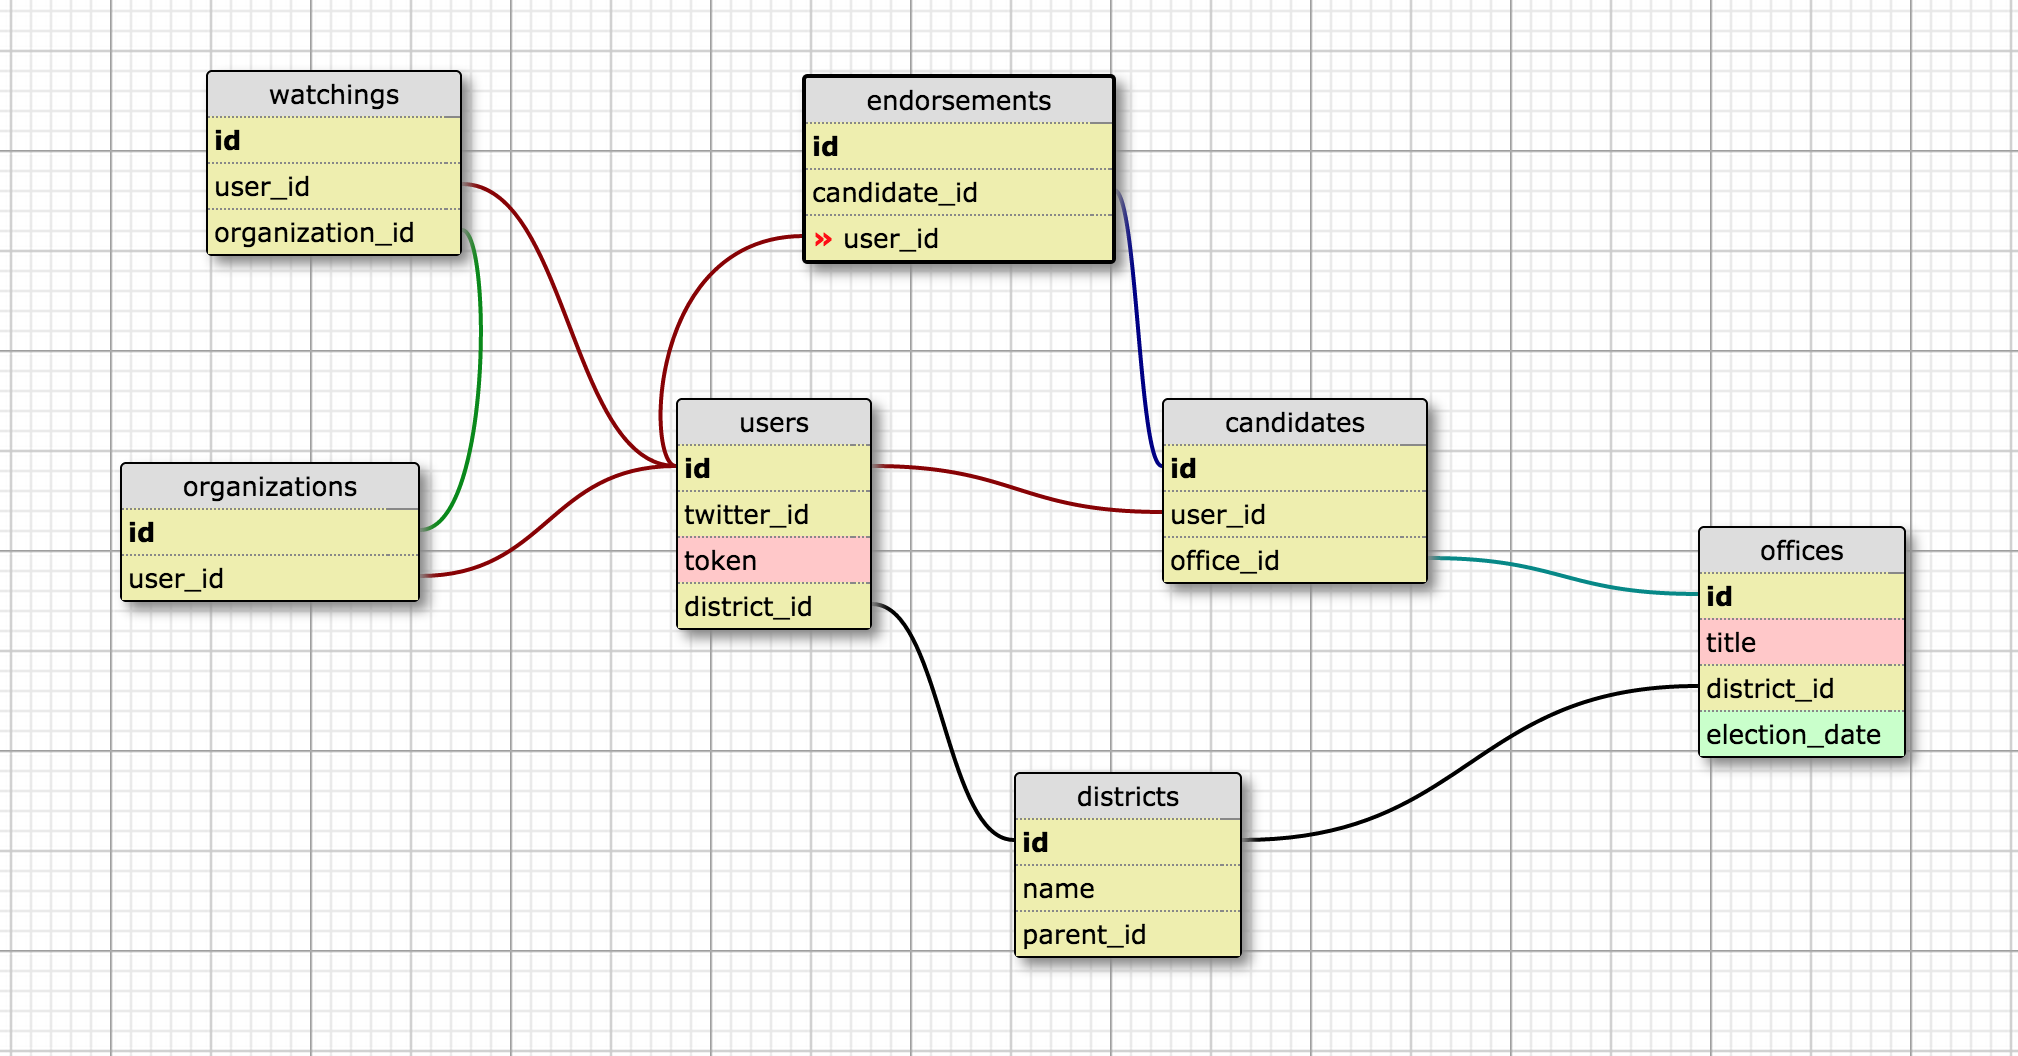 watchings
id
user_id
organization_id
endorsements
id
candidate_id
» user_id
users
id
twitter_id
token
district_id
candidates
id
user_id
office_id
organizations
id
user_id
offices
id
title
district_id
election_date
districts
id
name
parent_id